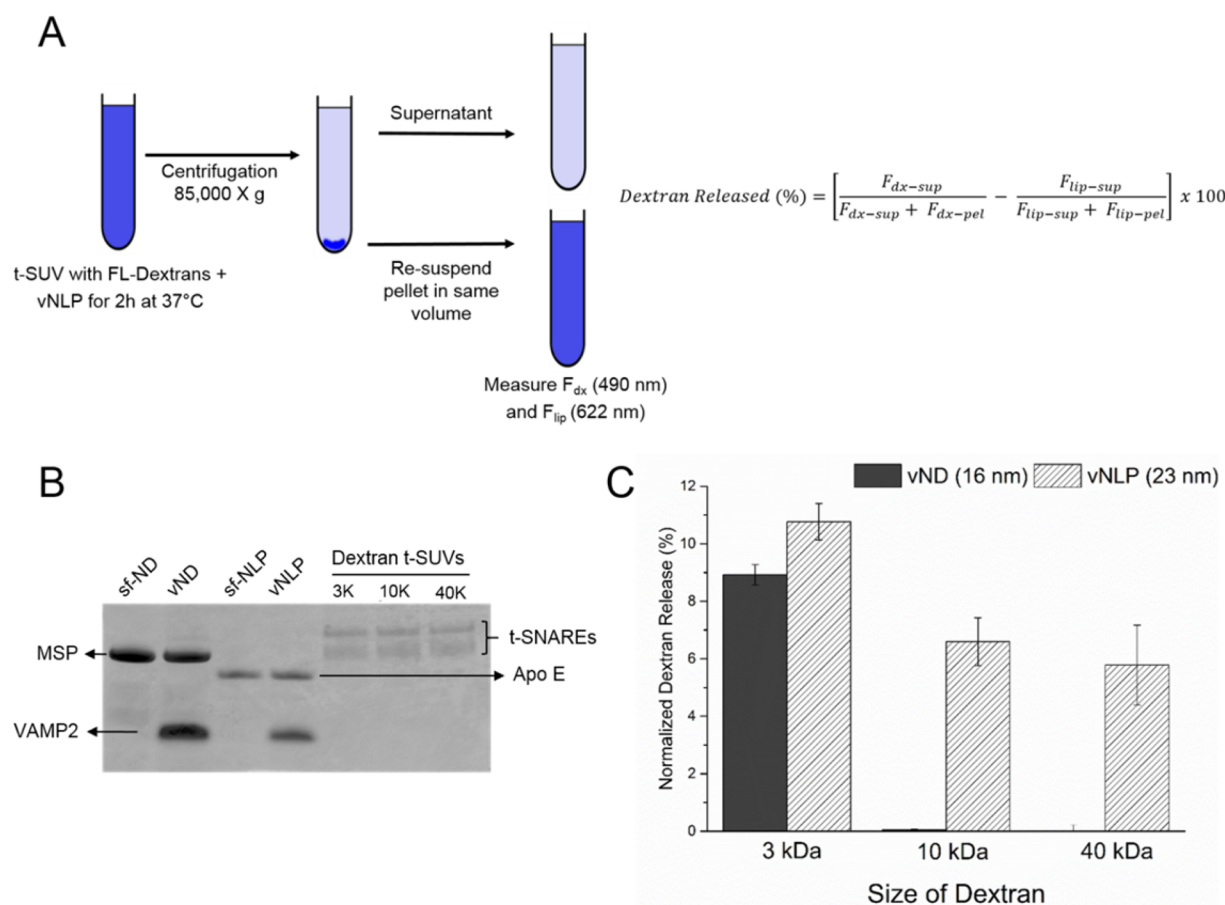 A
Centrifugation
85,000 X g
t-SUV with FL-Dextrans +
vNLP for 2h at 37°C
Supernatant
Re-suspend
pellet in same
volume
Measure F_dx (490 nm)
and F_lip (622 nm)
Dextran Released (%) = [F_dx-sup / (F_dx-sup + F_dx-pel) − F_lip-sup / (F_lip-sup + F_lip-pel)] x 100
B
sf-ND vND sf-NLP vNLP
Dextran t-SUVs
3K 10K 40K
MSP
t-SNAREs
Apo E
VAMP2
C
vND (16 nm) vNLP (23 nm)
Normalized Dextran Release (%)
12
10
8
6
4
2
0
3 kDa 10 kDa 40 kDa
Size of Dextran